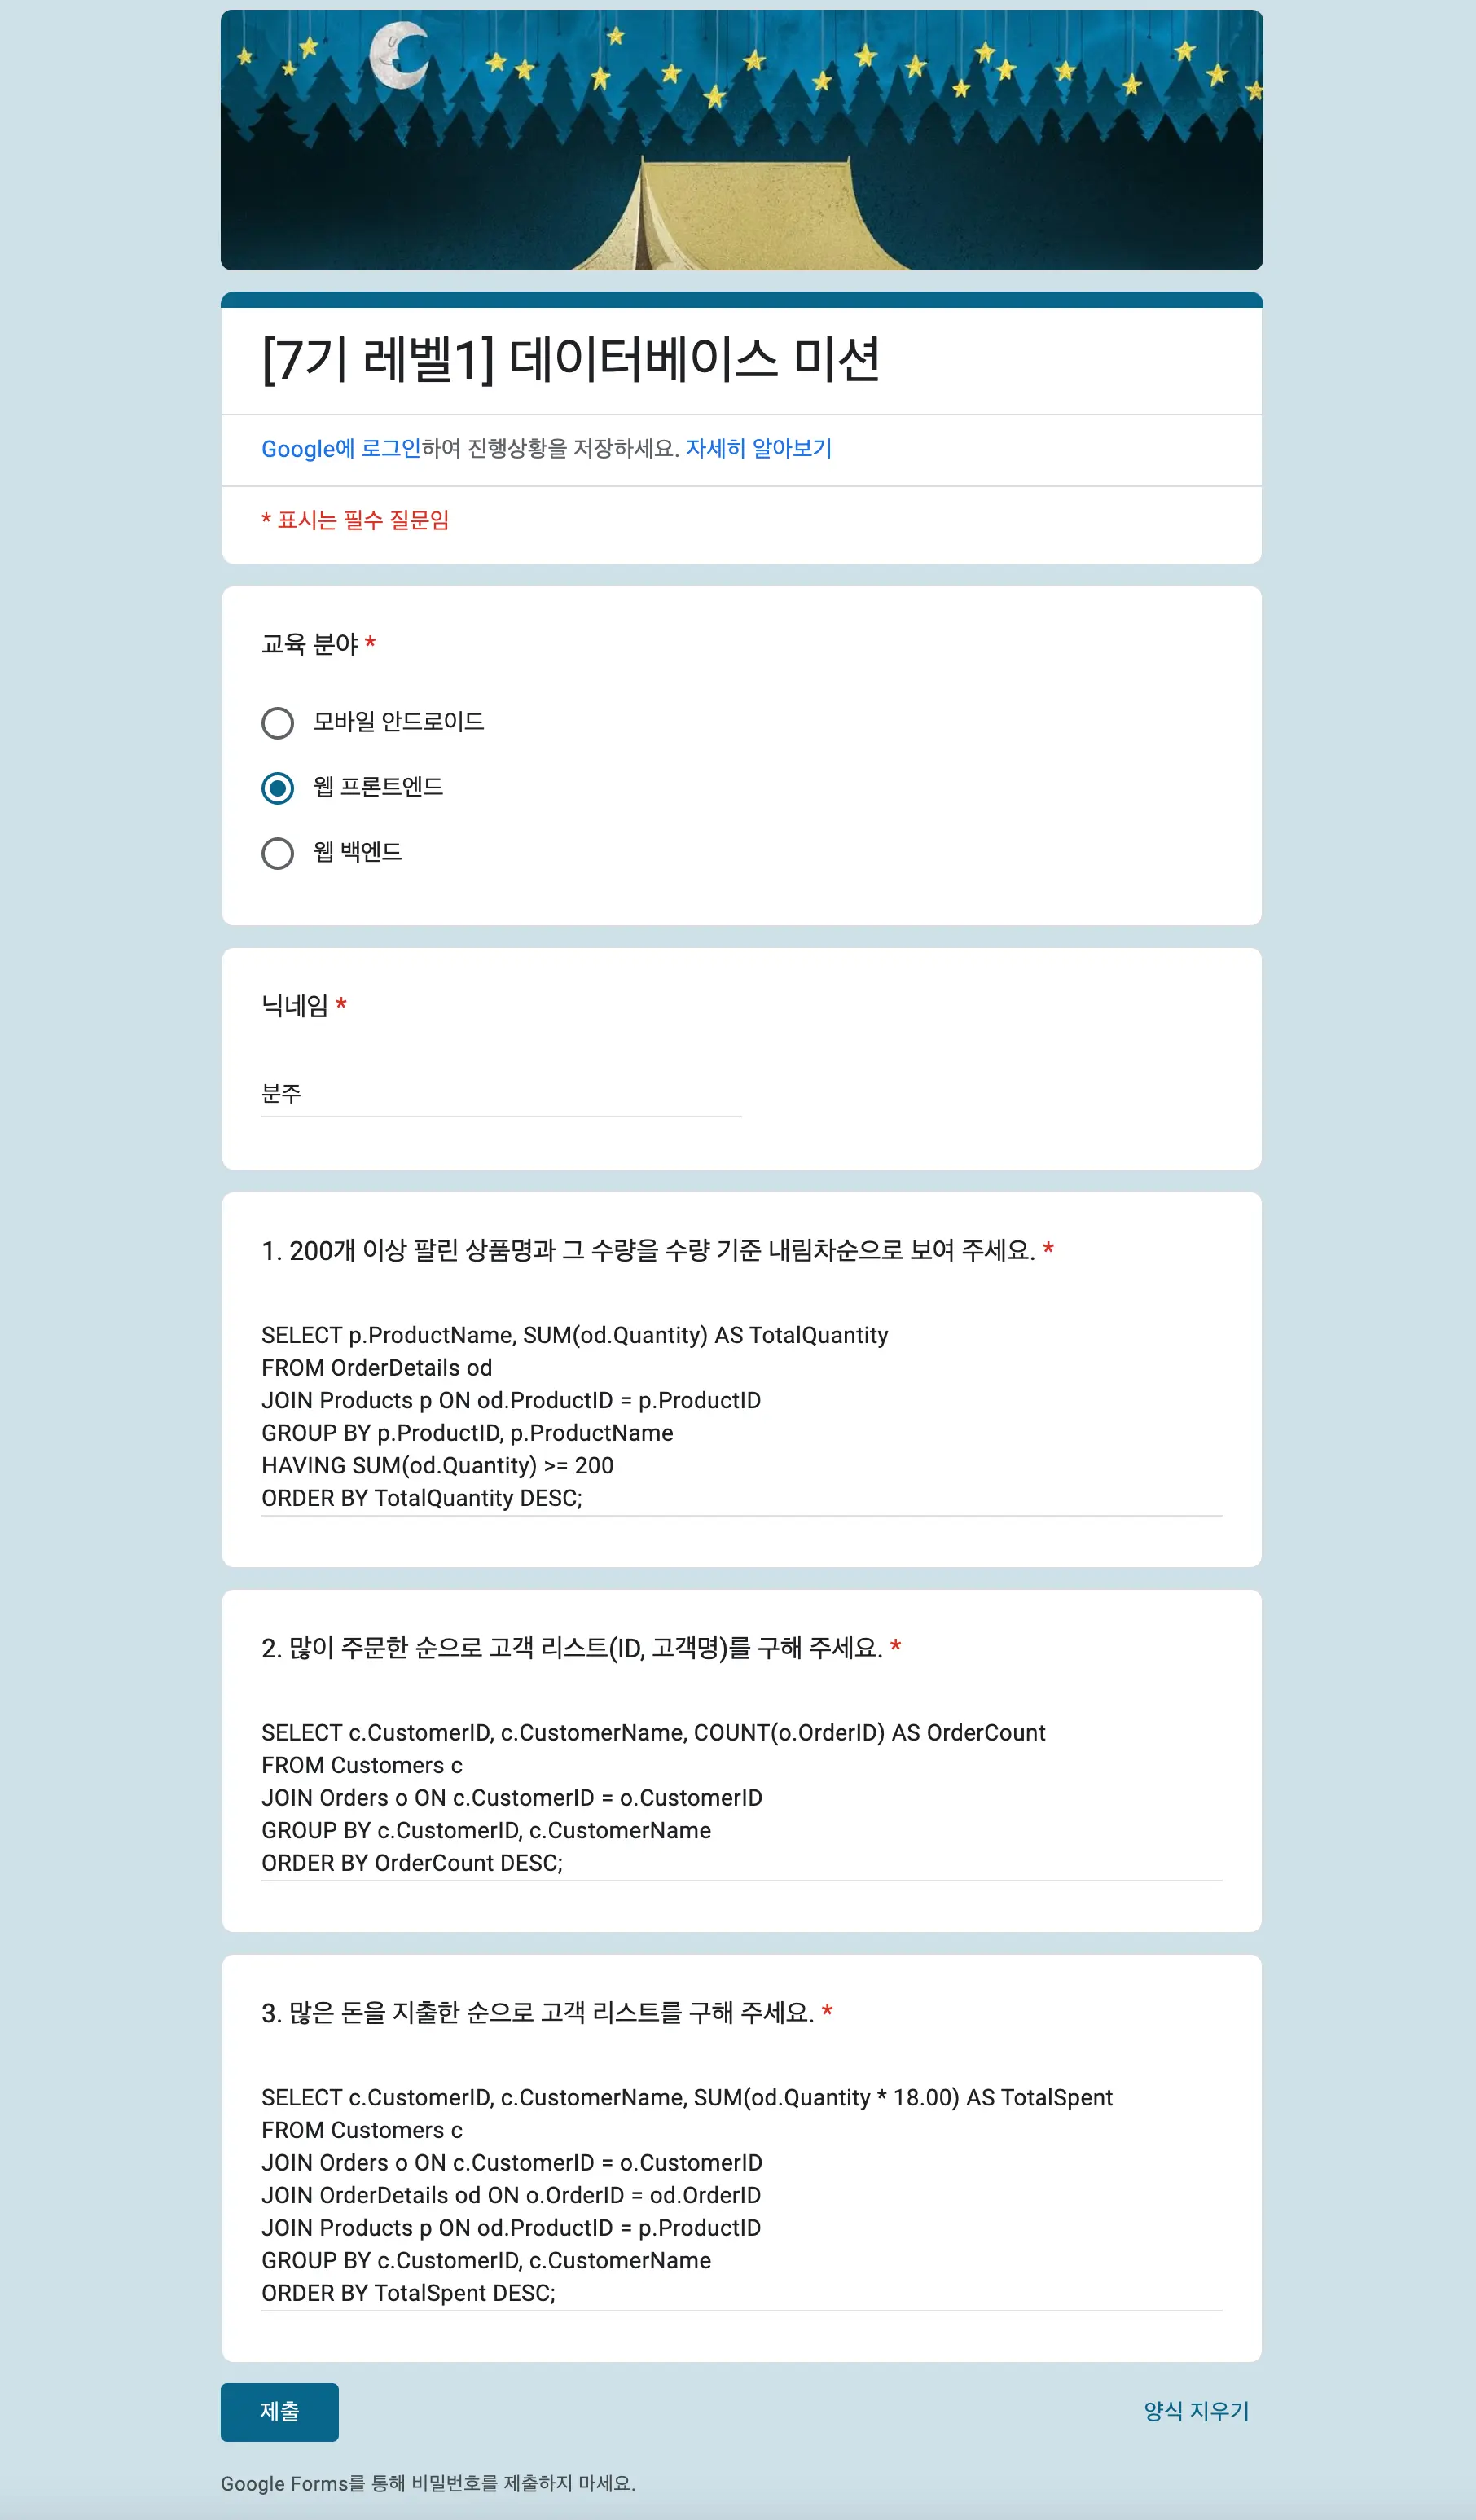 [7기 레벨1] 데이터베이스 미션
Google에 로그인하여 진행상황을 저장하세요. 자세히 알아보기
* 표시는 필수 질문임
교육 분야 *
모바일 안드로이드
웹 프론트엔드
웹 백엔드
닉네임 *
분주
1. 200개 이상 팔린 상품명과 그 수량을 수량 기준 내림차순으로 보여 주세요. *
SELECT p.ProductName, SUM(od.Quantity) AS TotalQuantity
FROM OrderDetails od
JOIN Products p ON od.ProductID = p.ProductID
GROUP BY p.ProductID, p.ProductName
HAVING SUM(od.Quantity) >= 200
ORDER BY TotalQuantity DESC;
2. 많이 주문한 순으로 고객 리스트(ID, 고객명)를 구해 주세요. *
SELECT c.CustomerID, c.CustomerName, COUNT(o.OrderID) AS OrderCount
FROM Customers c
JOIN Orders o ON c.CustomerID = o.CustomerID
GROUP BY c.CustomerID, c.CustomerName
ORDER BY OrderCount DESC;
3. 많은 돈을 지출한 순으로 고객 리스트를 구해 주세요. *
SELECT c.CustomerID, c.CustomerName, SUM(od.Quantity * 18.00) AS TotalSpent
FROM Customers c
JOIN Orders o ON c.CustomerID = o.CustomerID
JOIN OrderDetails od ON o.OrderID = od.OrderID
JOIN Products p ON od.ProductID = p.ProductID
GROUP BY c.CustomerID, c.CustomerName
ORDER BY TotalSpent DESC;
제출
양식 지우기
Google Forms를 통해 비밀번호를 제출하지 마세요.